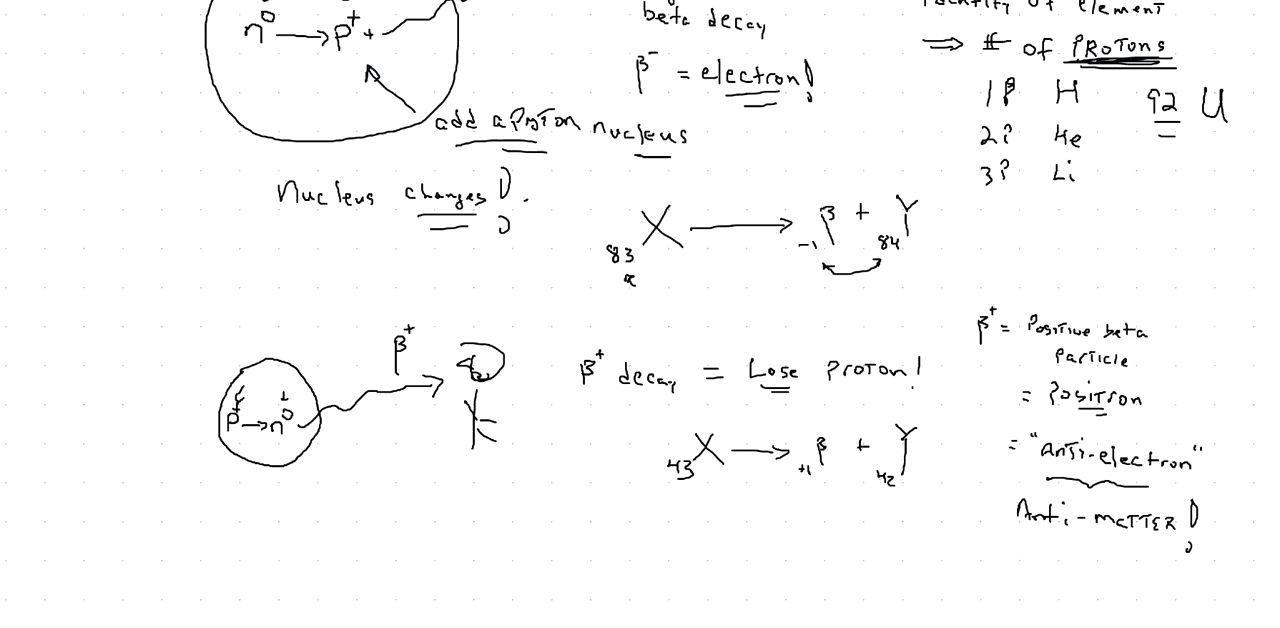 n⁰ → p⁺ +
beta decay
β⁻ = electron!
add a proton nucleus
Nucleus changes!
of element
⇒ # of PROTONS
1P H
2P He
3P Li
92 U
₈₃X → ₋₁β + ₈₄Y
β⁺
p → n⁰
β⁺ decay = Lose Proton!
₄₃X → ₊₁β + ₄₂Y
β⁺ = Positive beta
Particle
= Positron
= "anti-electron"
Anti-mATTER!